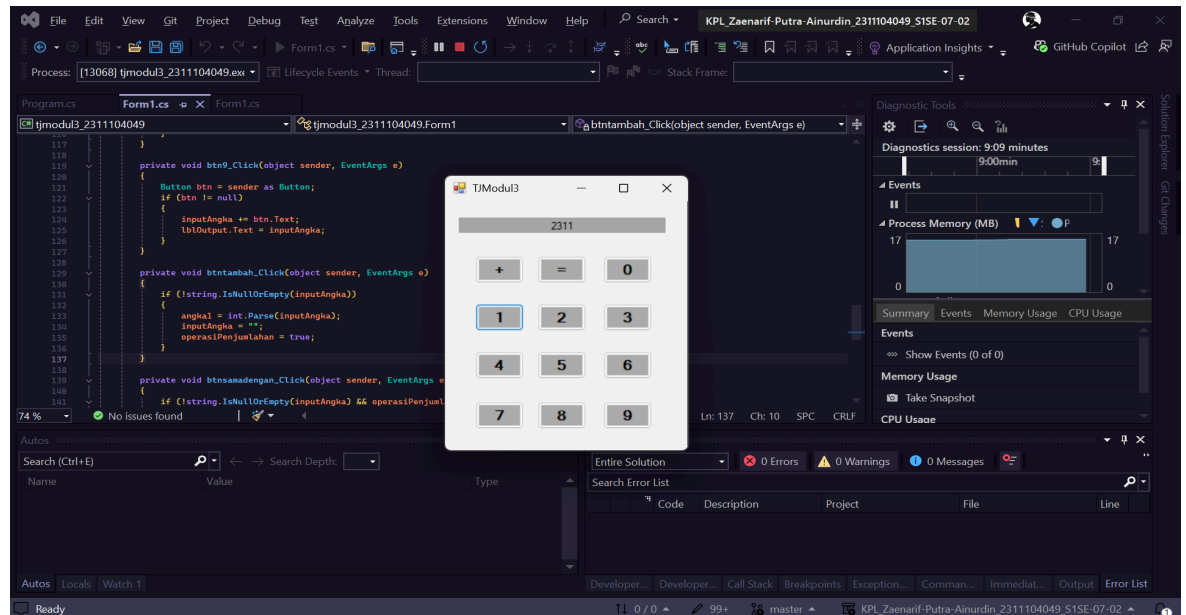 File Edit View Git Project Debug Test Analyze Tools Extensions Window Help Search KPL_Zaenarif-Putra-Ainurdin_2311104049_S1SE-07-02
Form1.cs Application Insights GitHub Copilot
Process: [13068] tjmodul3_2311104049.exe Lifecycle Events Thread: Stack Frame:
Program.cs Form1.cs Form1.cs
tjmodul3_2311104049 tjmodul3_2311104049.Form1 btntambah_Click(object sender, EventArgs e)
117 }
118
119 private void btn9_Click(object sender, EventArgs e)
120 {
121 Button btn = sender as Button;
122 if (btn != null)
123 {
124 inputAngka += btn.Text;
125 lblOutput.Text = inputAngka;
126 }
127 }
128
129 private void btntambah_Click(object sender, EventArgs e)
130 {
131 if (!string.IsNullOrEmpty(inputAngka))
132 {
133 angka1 = int.Parse(inputAngka);
134 inputAngka = "";
135 operasiPenjumlahan = true;
136 }
137 }
138
139 private void btnsamadengan_Click(object sender, EventArgs e
140 {
141 if (!string.IsNullOrEmpty(inputAngka) && operasiPenjuml
74 % No issues found Ln: 137 Ch: 10 SPC CRLF
TJModul3
2311
+ = 0
1 2 3
4 5 6
7 8 9
Diagnostic Tools
Diagnostics session: 9:09 minutes
9:00min 9:
Events
Process Memory (MB) P
17 17
0 0
Summary Events Memory Usage CPU Usage
Events
Show Events (0 of 0)
Memory Usage
Take Snapshot
CPU Usage
Solution Explorer
Git Changes
Autos
Search (Ctrl+E) Search Depth:
Name Value Type
Autos Locals Watch 1
Entire Solution 0 Errors 0 Warnings 0 Messages
Search Error List
Code Description Project File Line
Developer... Developer... Call Stack Breakpoints Exception... Comman... Immediat... Output Error List
Ready 0 / 0 99+ master KPL_Zaenarif-Putra-Ainurdin_2311104049_S1SE-07-02